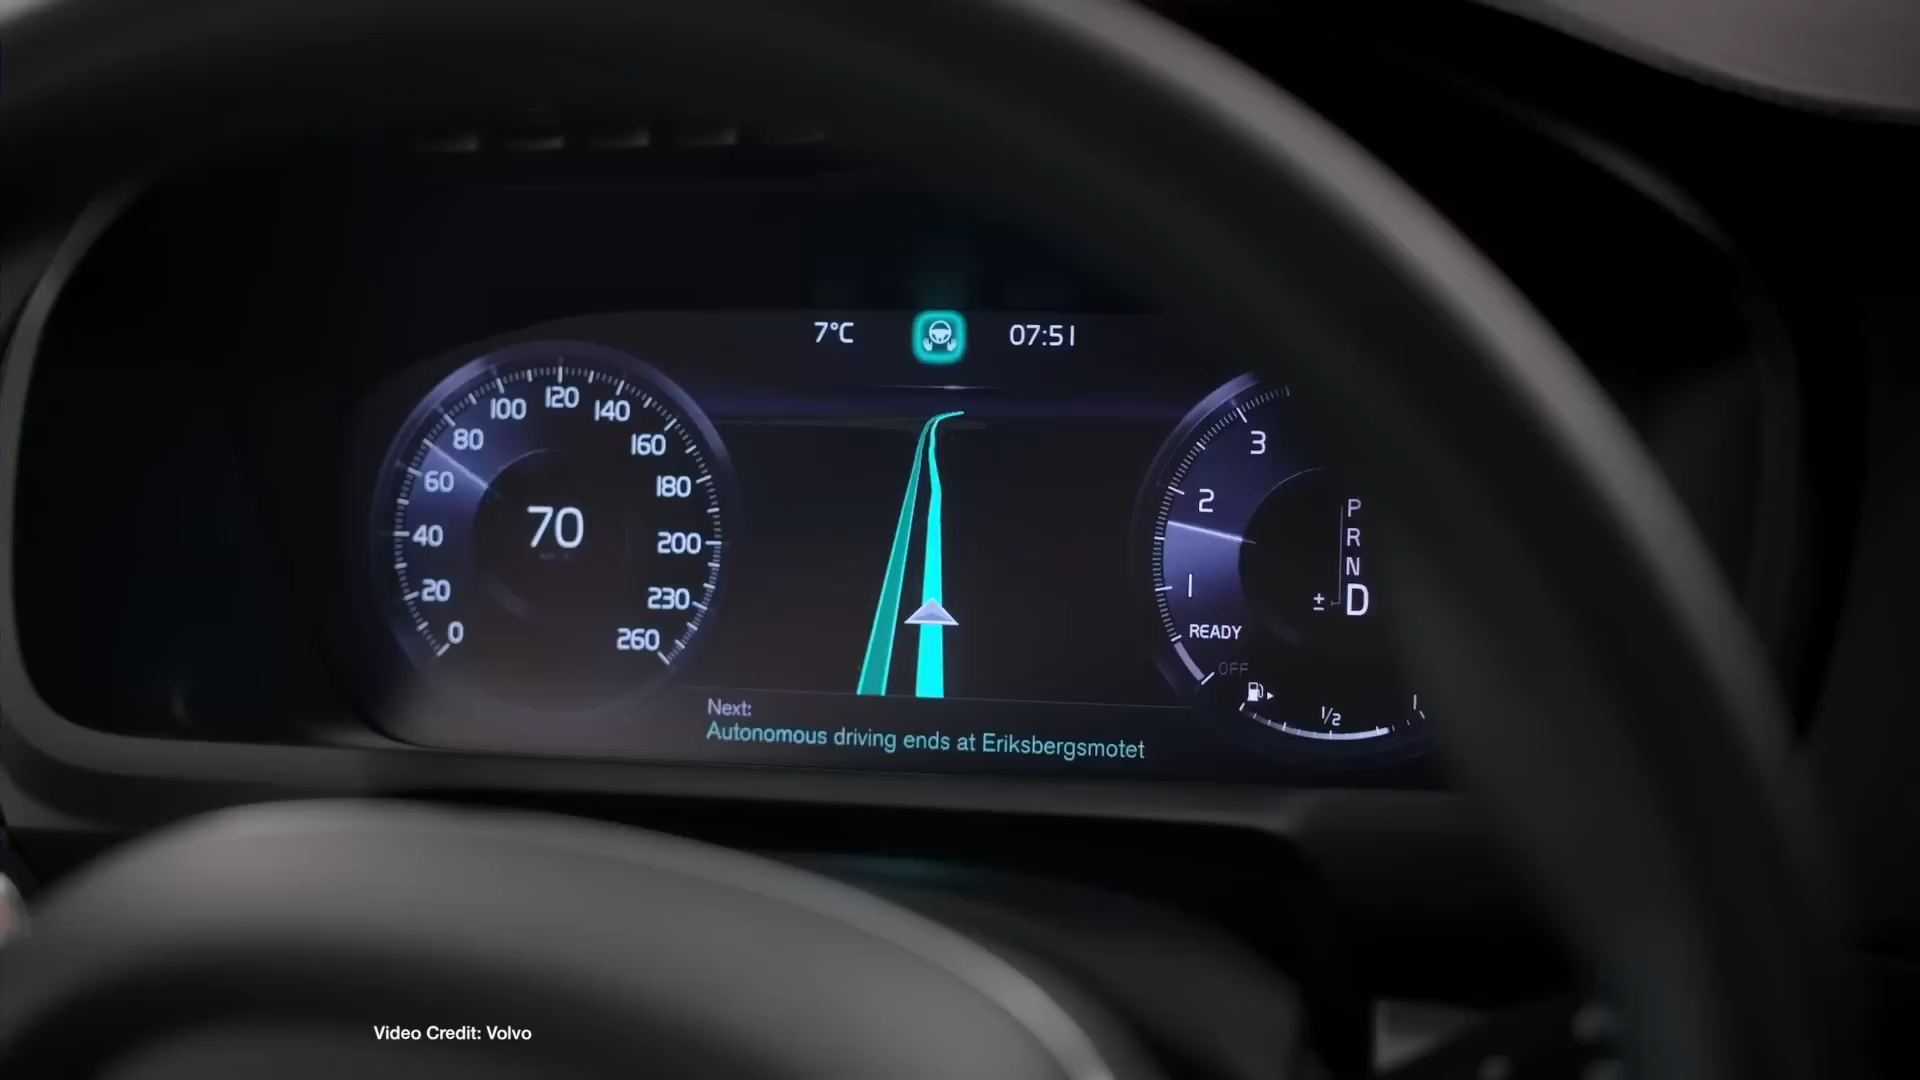 7°C 07:51
0
20
40
60
80
100
120
140
160
180
200
230
260
70
3
2
1
READY
OFF
1/2
1
P
R
N
± D
Next:
Autonomous driving ends at Eriksbergsmotet
Video Credit: Volvo